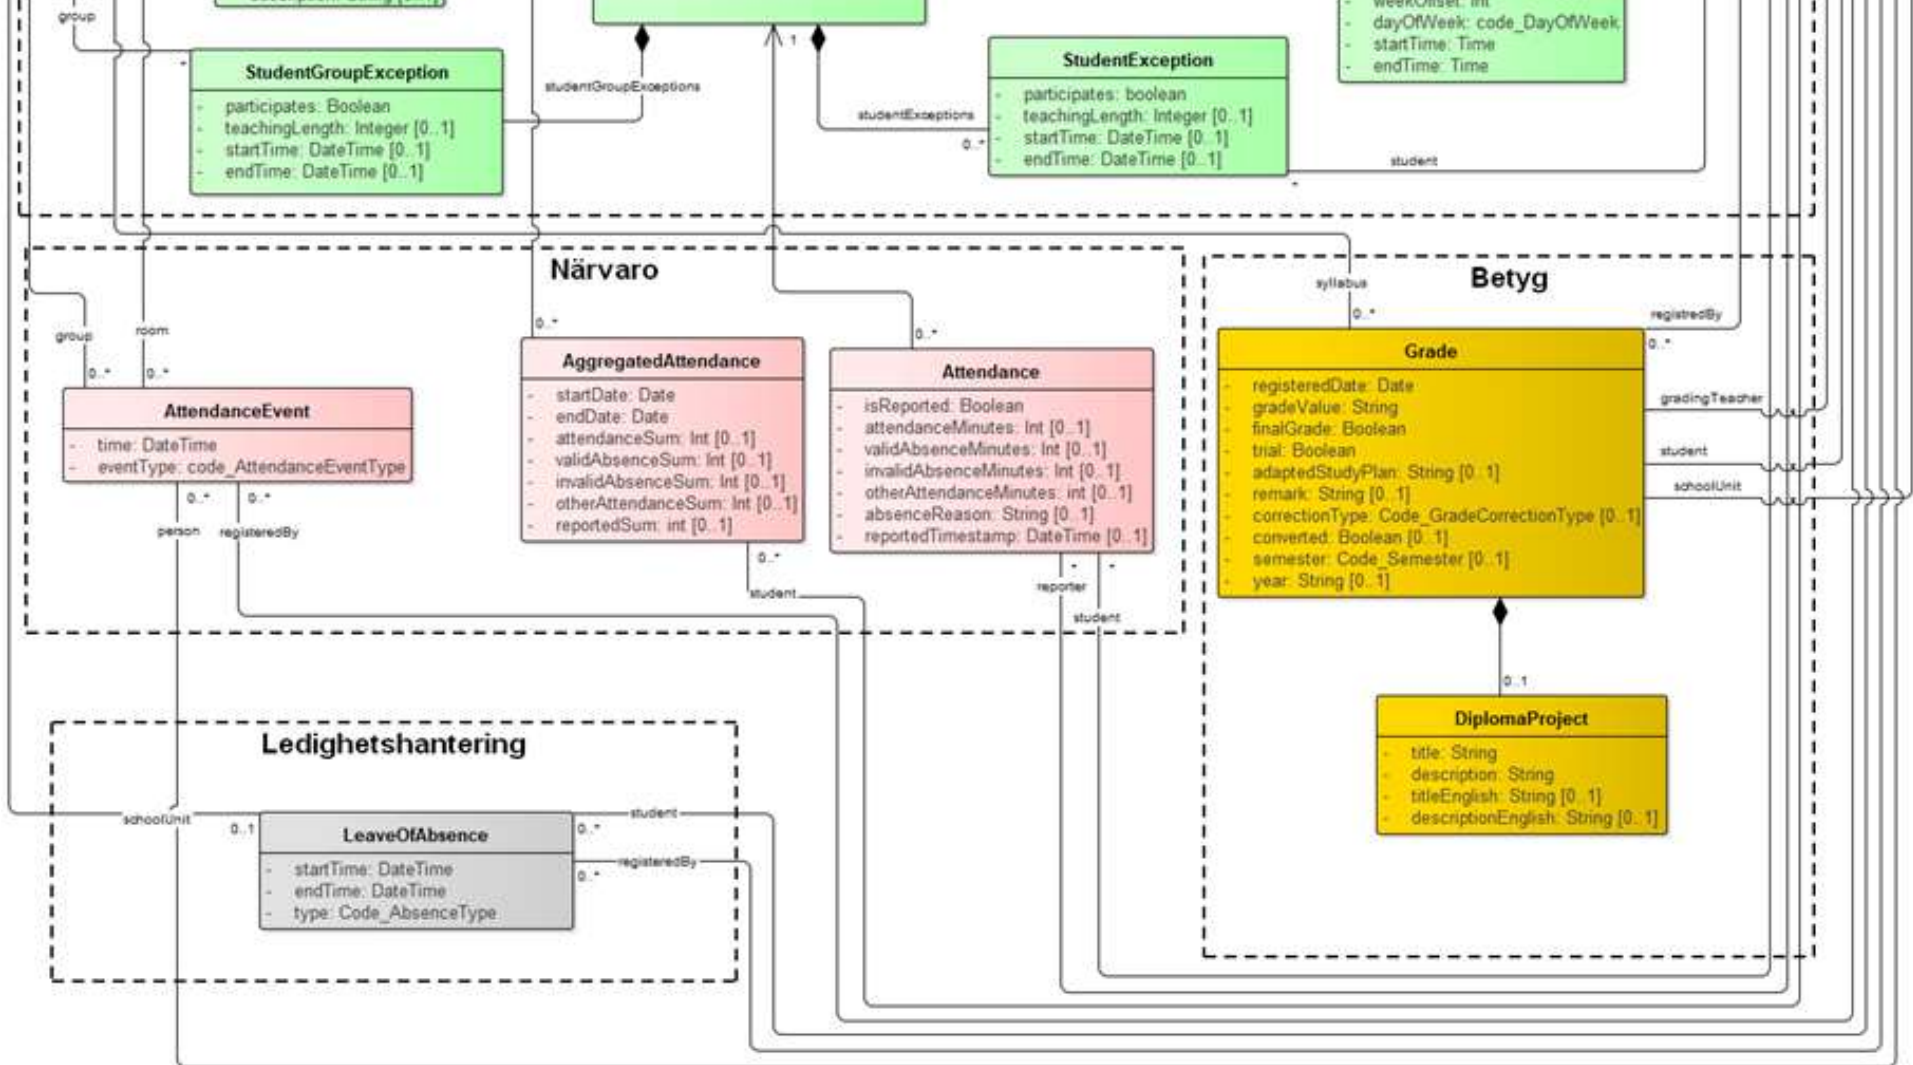 group
StudentGroupException
- participates: Boolean
- teachingLength: Integer [0..1]
- startTime: DateTime [0..1]
- endTime: DateTime [0..1]
studentGroupExceptions
1
studentExceptions
0..*
StudentException
- participates: boolean
- teachingLength: Integer [0..1]
- startTime: DateTime [0..1]
- endTime: DateTime [0..1]
student
- dayOfWeek: code_DayOfWeek
- startTime: Time
- endTime: Time
Närvaro
group
0..*
room
0..*
AttendanceEvent
- time: DateTime
- eventType: code_AttendanceEventType
0..*
0..*
person
registeredBy
0..*
AggregatedAttendance
- startDate: Date
- endDate: Date
- attendanceSum: Int [0..1]
- validAbsenceSum: Int [0..1]
- invalidAbsenceSum: Int [0..1]
- otherAttendanceSum: Int [0..1]
- reportedSum: int [0..1]
0..*
student
0..*
Attendance
- isReported: Boolean
- attendanceMinutes: Int [0..1]
- validAbsenceMinutes: Int [0..1]
- invalidAbsenceMinutes: Int [0..1]
- otherAttendanceMinutes: int [0..1]
- absenceReason: String [0..1]
- reportedTimestamp: DateTime [0..1]
* *
reporter
student
Betyg
syllabus
0..*
registredBy
0..*
Grade
- registeredDate: Date
- gradeValue: String
- finalGrade: Boolean
- trial: Boolean
- adaptedStudyPlan: String [0..1]
- remark: String [0..1]
- correctionType: Code_GradeCorrectionType [0..1]
- converted: Boolean [0..1]
- semester: Code_Semester [0..1]
- year: String [0..1]
gradingTeacher
student
schoolUnit
0..1
DiplomaProject
- title: String
- description: String
- titleEnglish: String [0..1]
- descriptionEnglish: String [0..1]
Ledighetshantering
schoolUnit
0..1
LeaveOfAbsence
- startTime: DateTime
- endTime: DateTime
- type: Code_AbsenceType
student
0..*
registeredBy
0..*